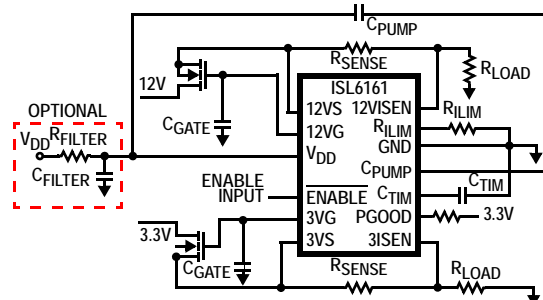 CPUMP
RSENSE
RLOAD
12V
ISL6161
12VS
12VISEN
12VG
RILIM
RILIM
VDD
GND
CPUMP
ENABLE
CTIM
CTIM
3VG
PGOOD
3.3V
3VS
3ISEN
OPTIONAL
VDD
RFILTER
CFILTER
CGATE
ENABLE
INPUT
3.3V
CGATE
RSENSE
RLOAD